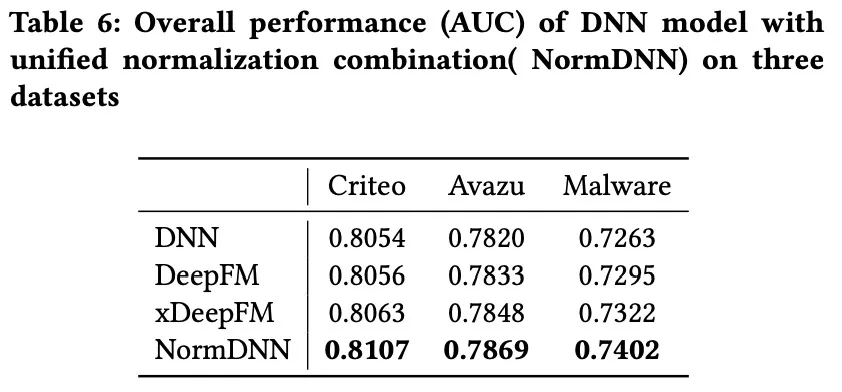 Table 6: Overall performance (AUC) of DNN model with
unified normalization combination( NormDNN) on three
datasets
Criteo Avazu Malware
DNN 0.8054 0.7820 0.7263
DeepFM 0.8056 0.7833 0.7295
xDeepFM 0.8063 0.7848 0.7322
NormDNN 0.8107 0.7869 0.7402